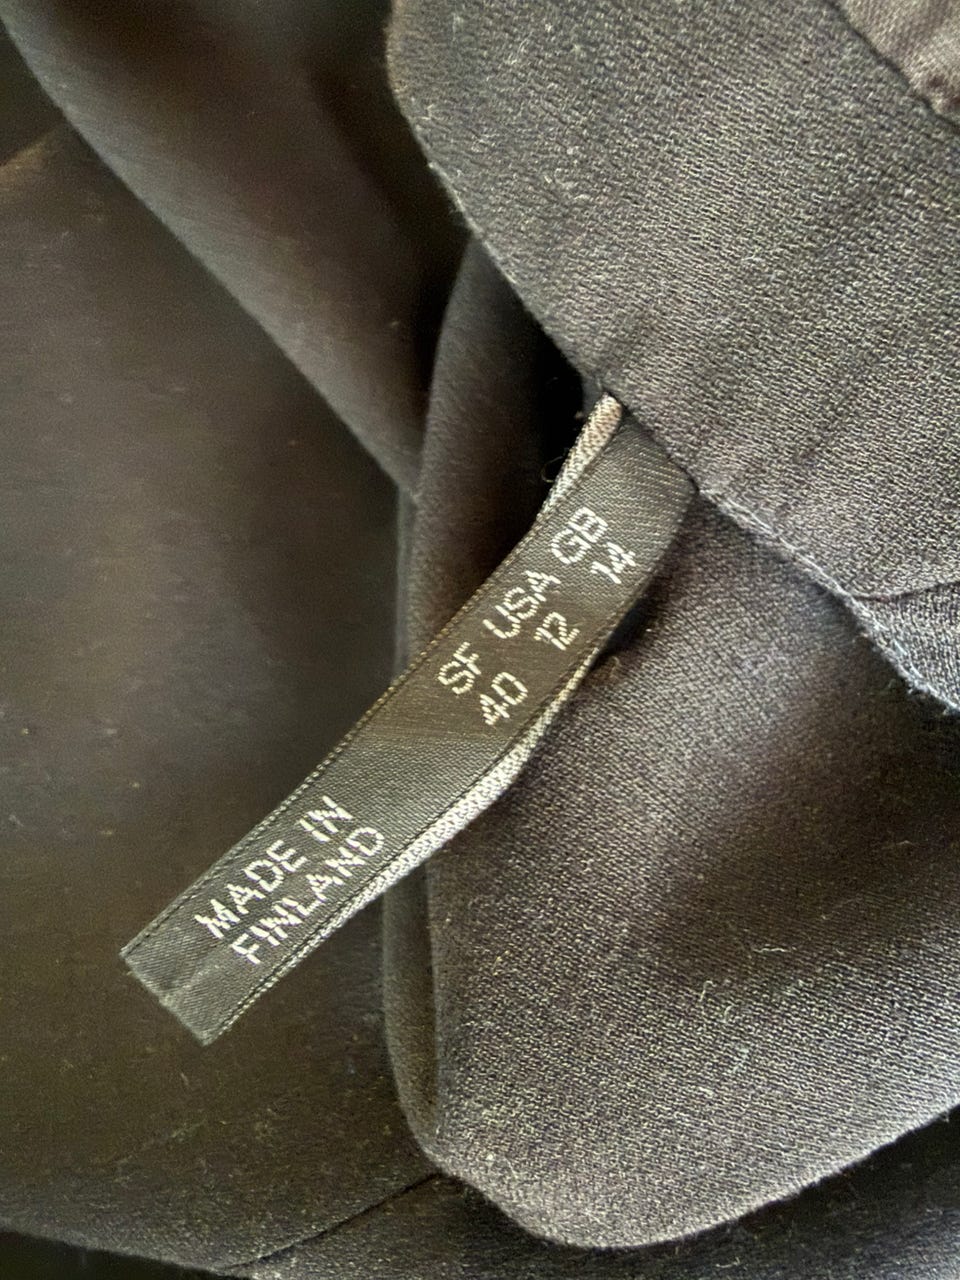 SF USA GB
40 12 14
MADE IN
FINLAND